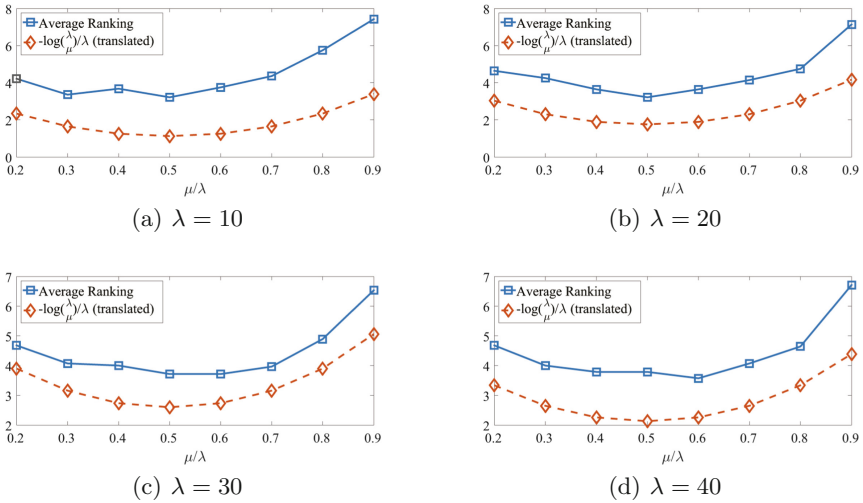 8
6
4
2
0
Average Ranking
-log(λ μ)/λ (translated)
0.2 0.3 0.4 0.5 0.6 0.7 0.8 0.9
μ/λ
(a) λ = 10
8
6
4
2
0
Average Ranking
-log(λ μ)/λ (translated)
0.2 0.3 0.4 0.5 0.6 0.7 0.8 0.9
μ/λ
(b) λ = 20
7
6
5
4
3
2
Average Ranking
-log(λ μ)/λ (translated)
0.2 0.3 0.4 0.5 0.6 0.7 0.8 0.9
μ/λ
(c) λ = 30
7
6
5
4
3
2
Average Ranking
-log(λ μ)/λ (translated)
0.2 0.3 0.4 0.5 0.6 0.7 0.8 0.9
μ/λ
(d) λ = 40